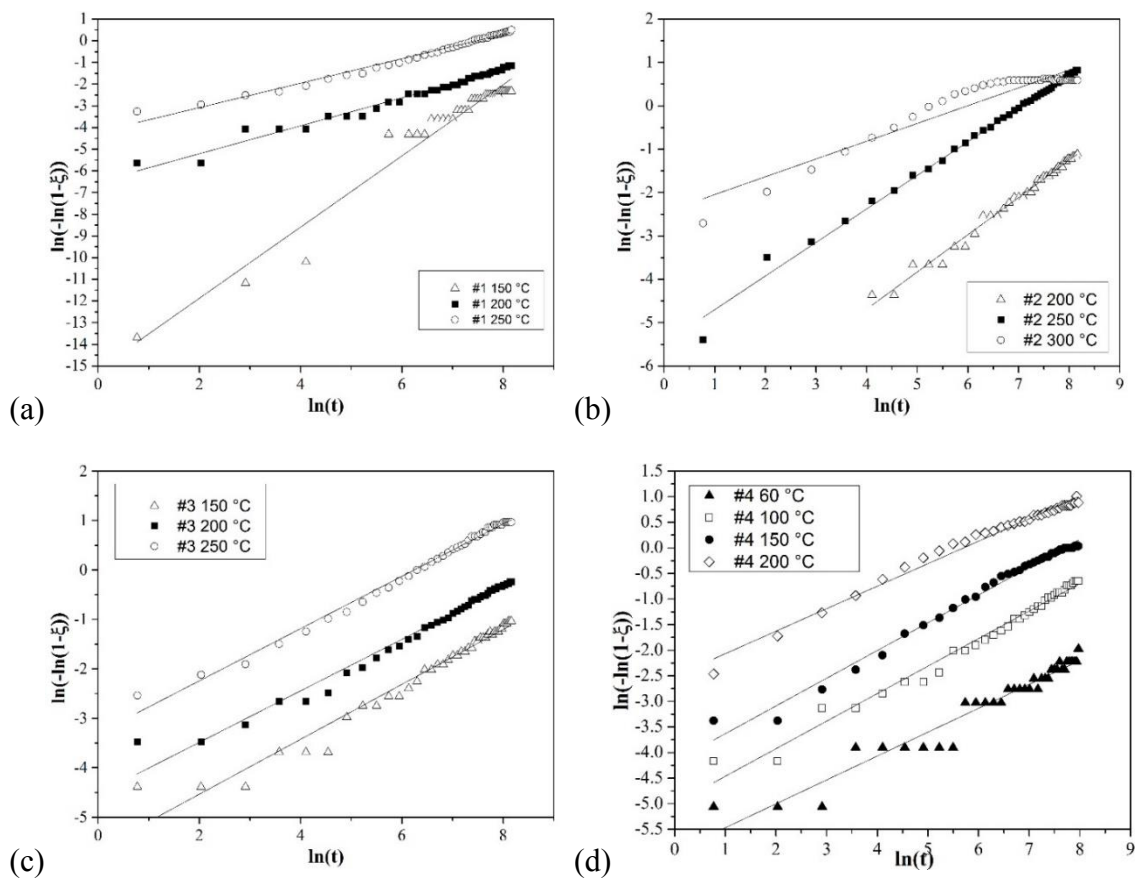 1
0
-1
-2
-3
-4
-5
-6
-7
-8
-9
-10
-11
-12
-13
-14
-15
ln(-ln(1-ξ))
#1 150 °C
#1 200 °C
#1 250 °C
0 2 4 6 8
ln(t)
(a)
2
0
-1
-2
-3
-4
-5
-6
ln(-ln(1-ξ))
#2 200 °C
#2 250 °C
#2 300 °C
0 1 2 3 4 5 6 7 8 9
ln(t)
(b)
2
1
0
-1
-2
-3
-4
-5
ln(-ln(1-ξ))
#3 150 °C
#3 200 °C
#3 250 °C
0 2 4 6 8
ln(t)
(c)
1.5
1.0
0.5
0.0
-0.5
-1.0
-1.5
-2.0
-2.5
-3.0
-3.5
-4.0
-4.5
-5.0
-5.5
ln(-ln(1-ξ))
#4 60 °C
#4 100 °C
#4 150 °C
#4 200 °C
0 1 2 3 4 5 6 7 8 9
ln(t)
(d)